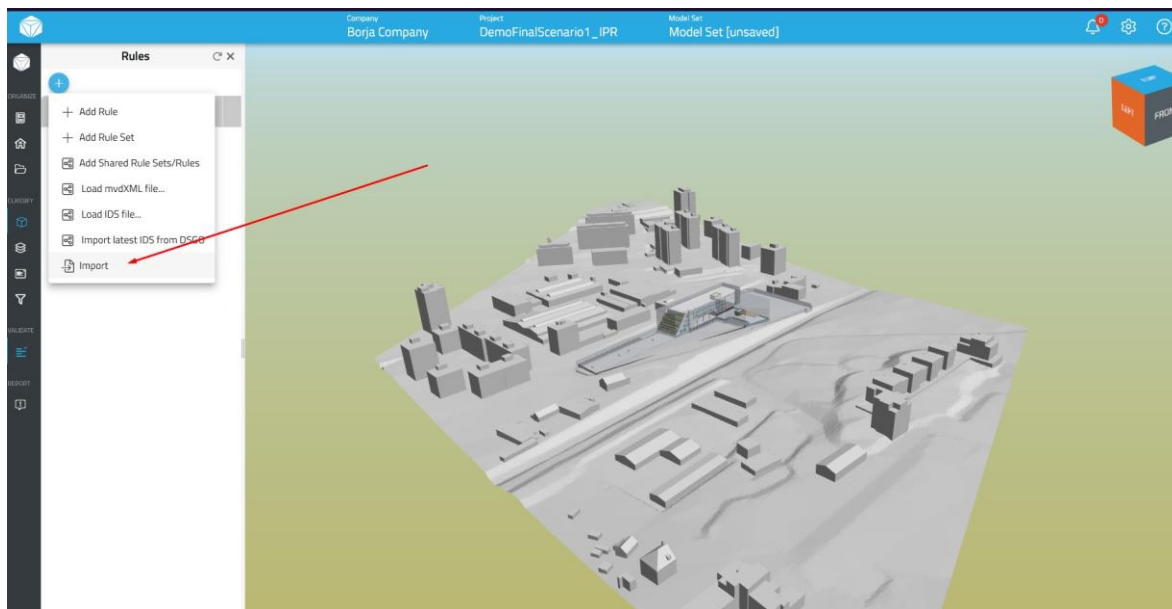 Company
Borja Company
Project
DemoFinalScenario1_IPR
Model Set
Model Set [unsaved]
0
Rules
ORGANIZE
Add Rule
Add Rule Set
Add Shared Rule Sets/Rules
Load mvdXML file...
Load IDS file...
Import latest IDS from DSGO
Import
VALIDATE
REPORT
LEFT
FRON